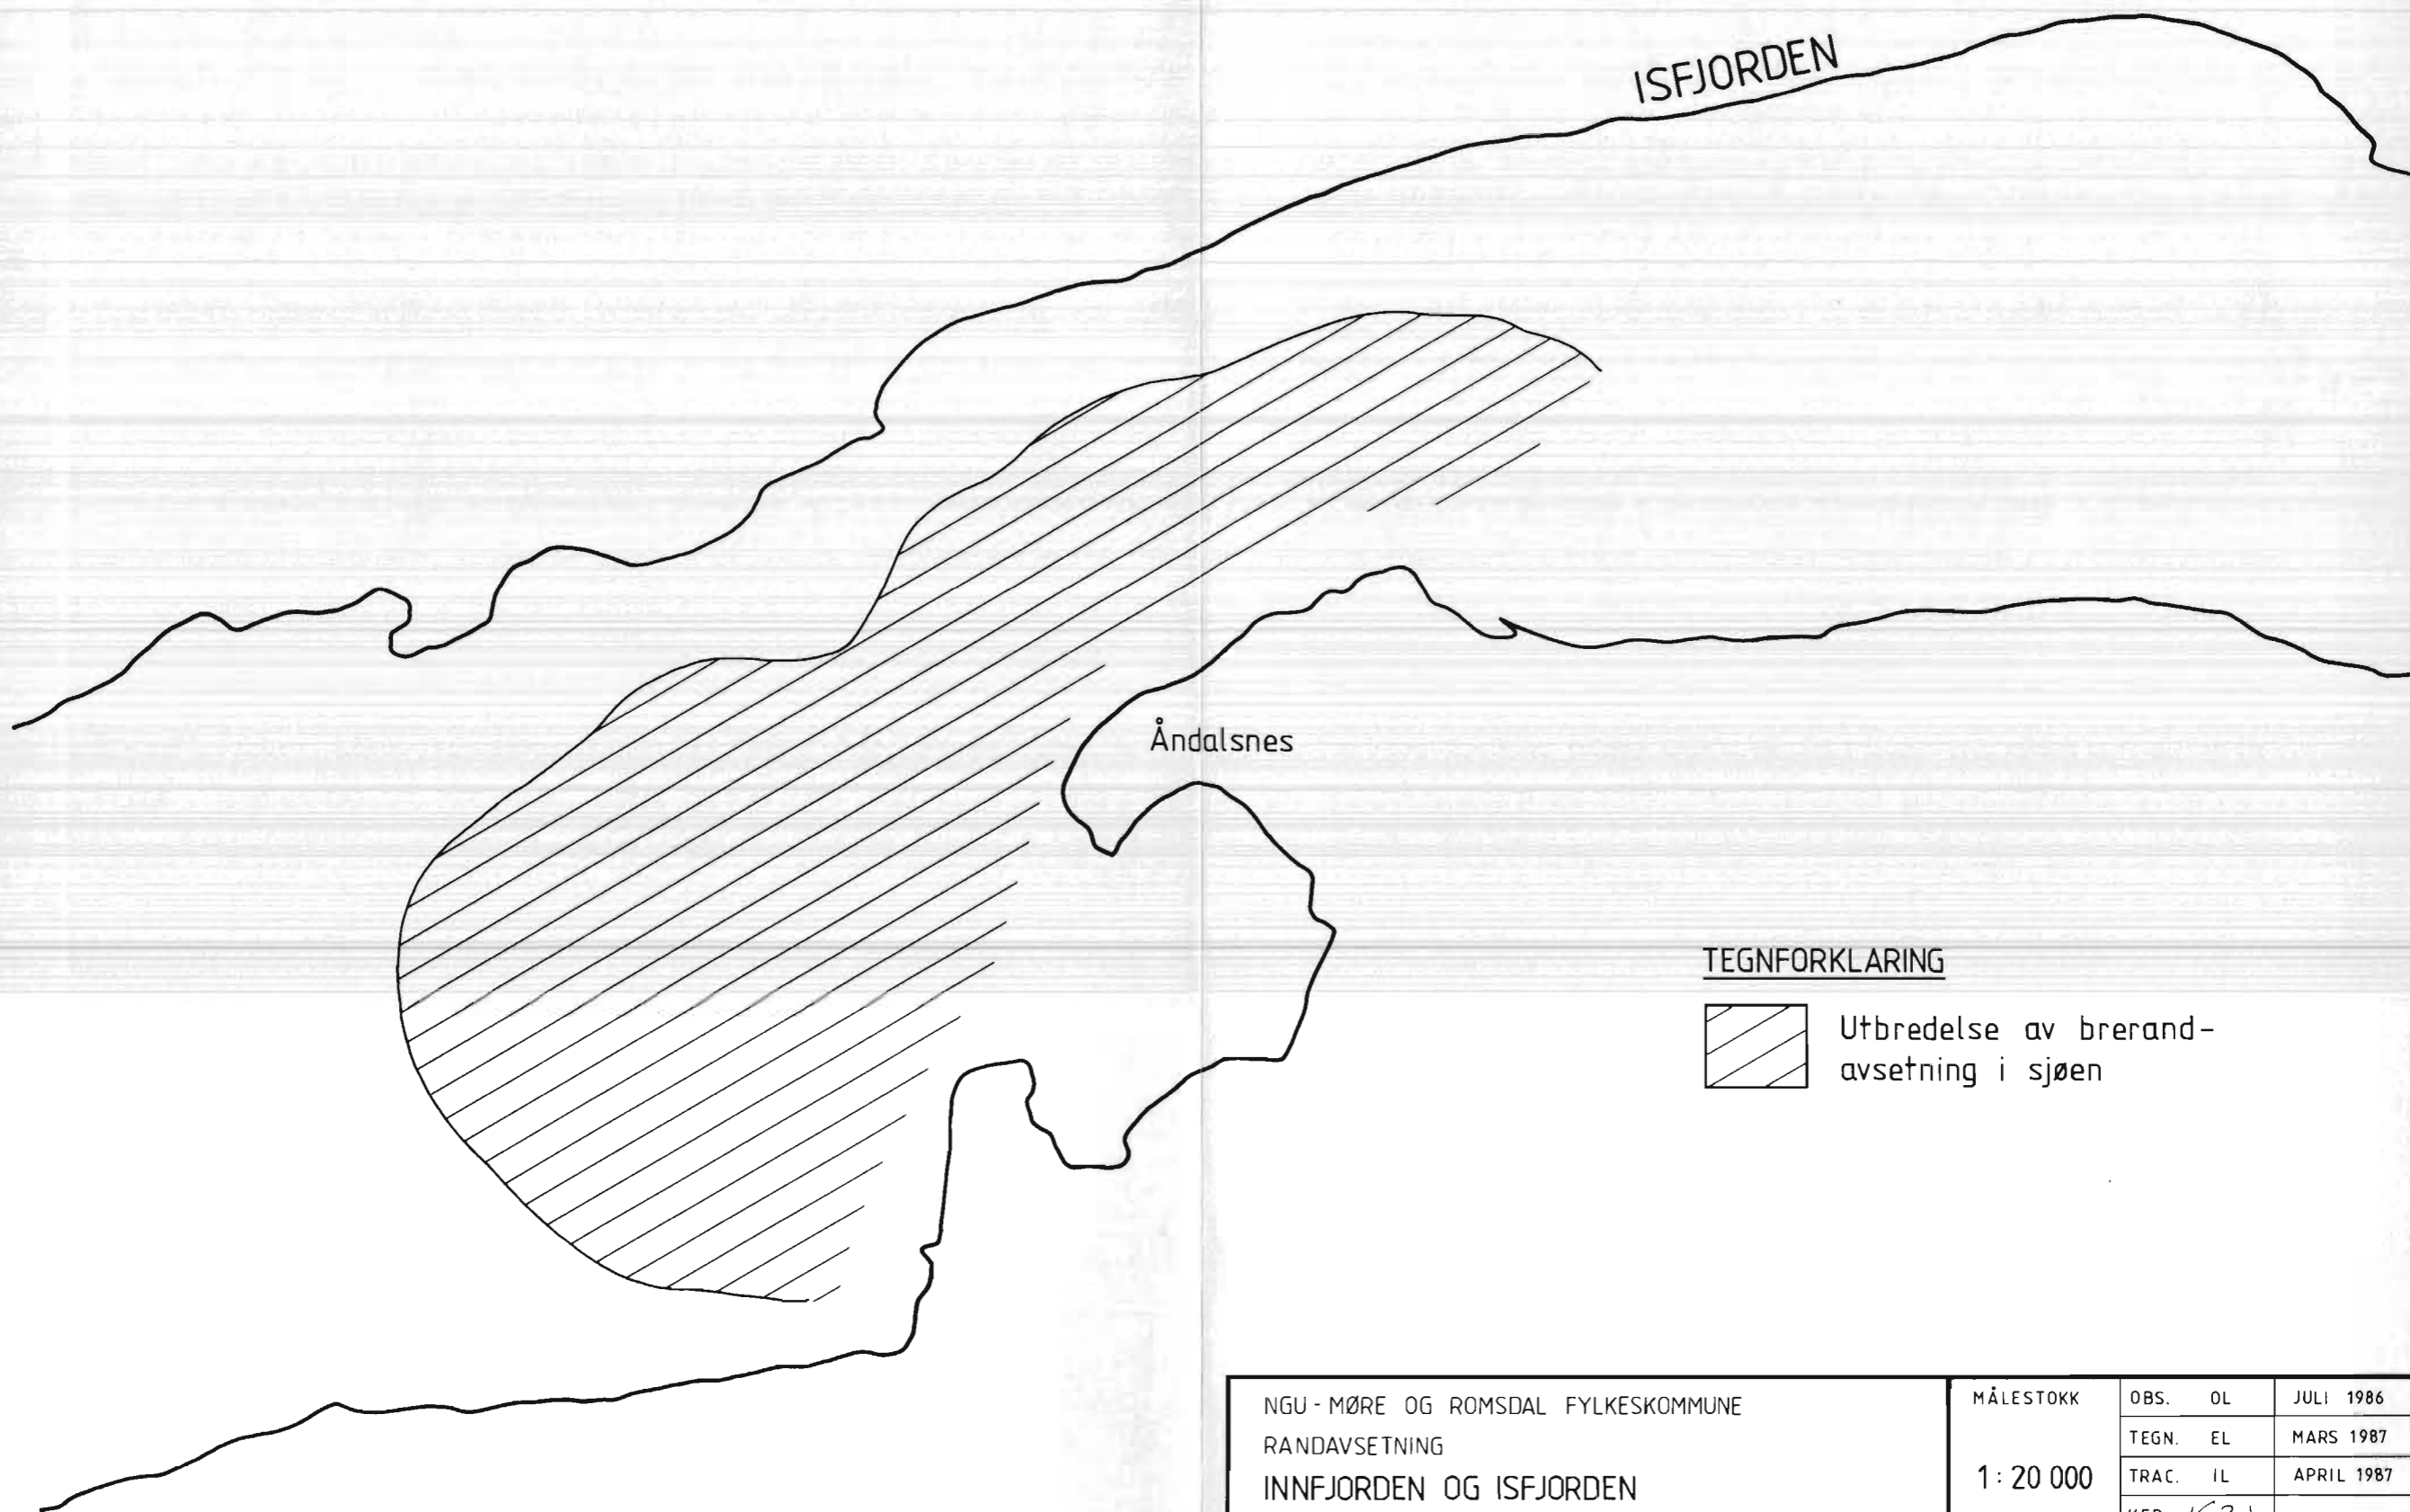 ISFJORDEN
Åndalsnes
TEGNFORKLARING
Utbredelse av brerand-
avsetning i sjøen
NGU - MØRE OG ROMSDAL FYLKESKOMMUNE
RANDAVSETNING
INNFJORDEN OG ISFJORDEN
MÅLESTOKK
1 : 20 000
OBS. OL JULI 1986
TEGN. EL MARS 1987
TRAC. IL APRIL 1987